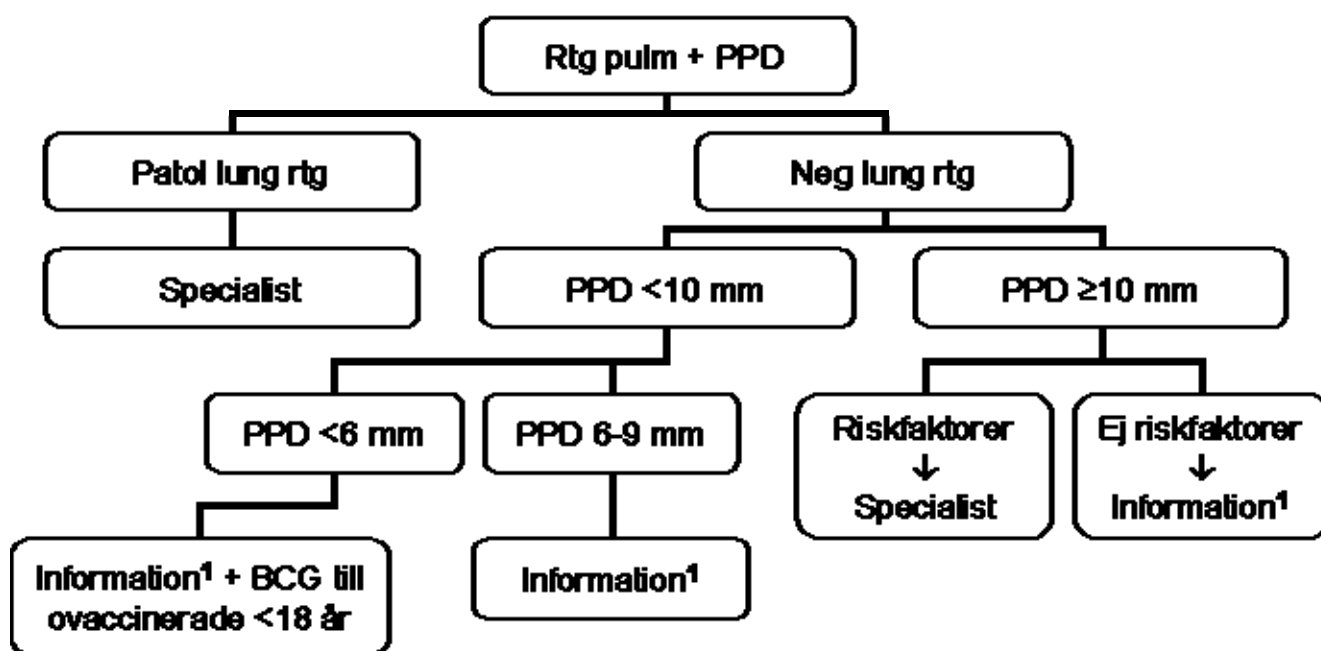 Rtg pulm + PPD
Patol lung rtg
Neg lung rtg
Specialist
PPD <10 mm
PPD ≥10 mm
PPD <6 mm
PPD 6-9 mm
Riskfaktorer
↓
Specialist
Ej riskfaktorer
↓
Information¹
Information¹ + BCG till
ovaccinerade <18 år
Information¹